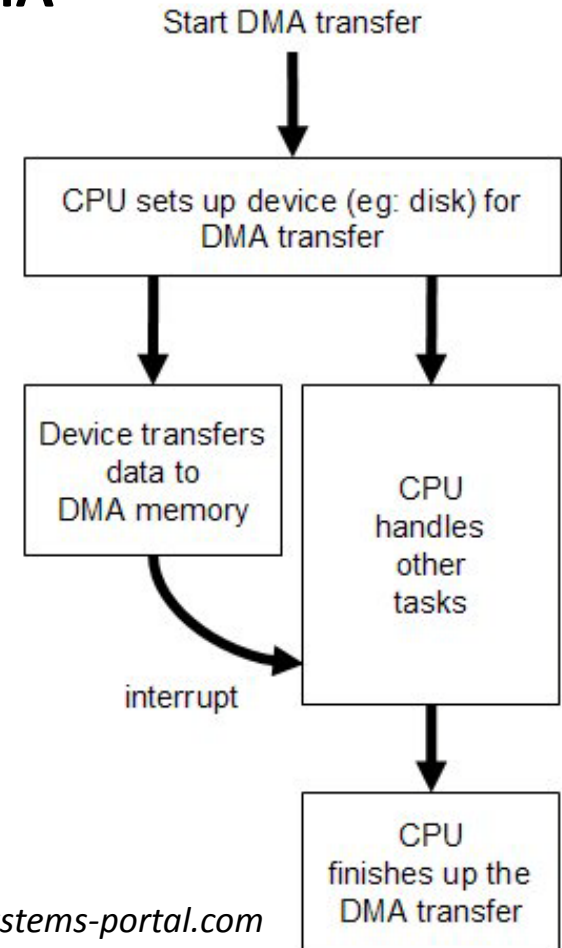 Start DMA transfer
CPU sets up device (eg: disk) for
DMA transfer
Device transfers
data to
DMA memory
CPU
handles
other
tasks
interrupt
CPU
finishes up the
DMA transfer
stems-portal.com